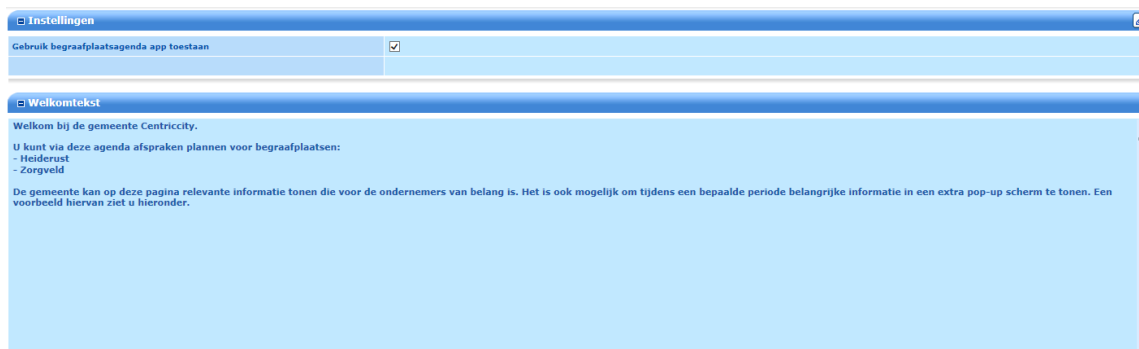 Instellingen
Gebruik begraafplaatsagenda app toestaan
Welkomtekst
Welkom bij de gemeente Centriccity.
U kunt via deze agenda afspraken plannen voor begraafplaatsen:
- Heiderust
- Zorgveld
De gemeente kan op deze pagina relevante informatie tonen die voor de ondernemers van belang is. Het is ook mogelijk om tijdens een bepaalde periode belangrijke informatie in een extra pop-up scherm te tonen. Een
voorbeeld hiervan ziet u hieronder.